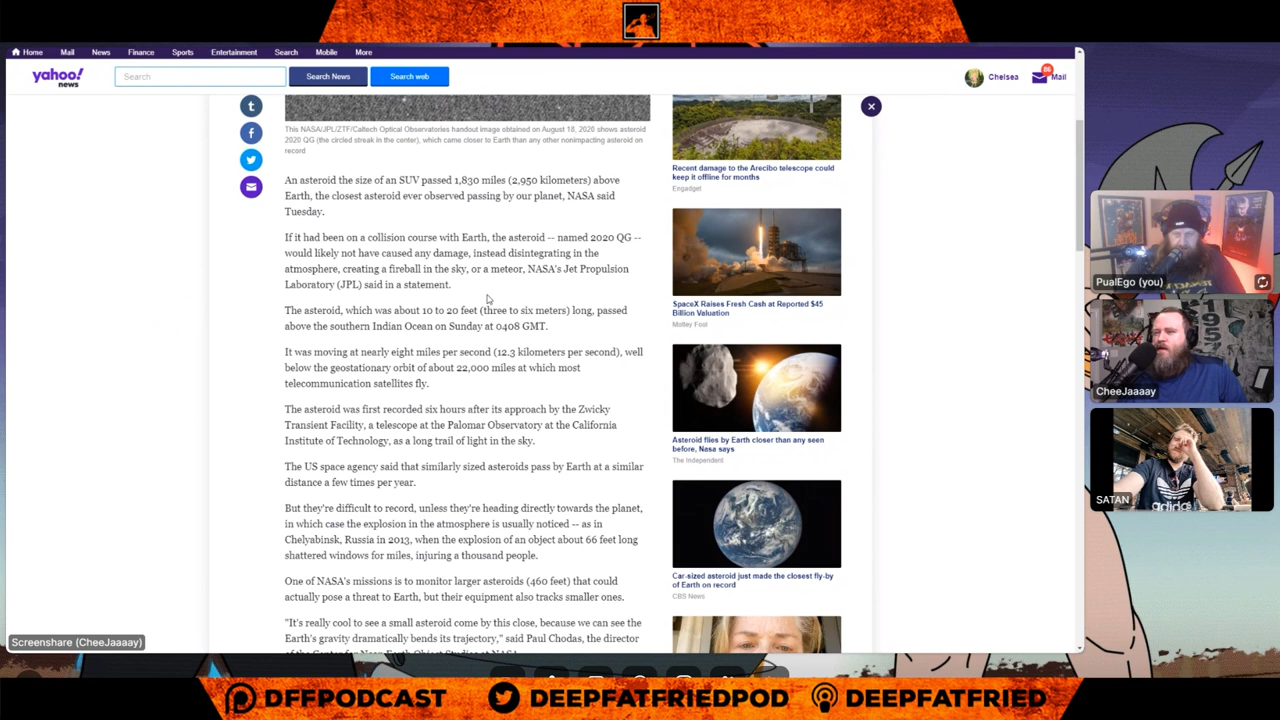 Home Mail News Finance Sports Entertainment Search Mobile More
yahoo!
news
Search
Search News
Search web
Chelsea
86
Mail
t
f
This NASA/JPL/ZTF/Caltech Optical Observatories handout image obtained on August 18, 2020 shows asteroid
2020 QG (the circled streak in the center), which came closer to Earth than any other nonimpacting asteroid on
record
An asteroid the size of an SUV passed 1,830 miles (2,950 kilometers) above
Earth, the closest asteroid ever observed passing by our planet, NASA said
Tuesday.
If it had been on a collision course with Earth, the asteroid -- named 2020 QG --
would likely not have caused any damage, instead disintegrating in the
atmosphere, creating a fireball in the sky, or a meteor, NASA's Jet Propulsion
Laboratory (JPL) said in a statement.
The asteroid, which was about 10 to 20 feet (three to six meters) long, passed
above the southern Indian Ocean on Sunday at 0408 GMT.
It was moving at nearly eight miles per second (12.3 kilometers per second), well
below the geostationary orbit of about 22,000 miles at which most
telecommunication satellites fly.
The asteroid was first recorded six hours after its approach by the Zwicky
Transient Facility, a telescope at the Palomar Observatory at the California
Institute of Technology, as a long trail of light in the sky.
The US space agency said that similarly sized asteroids pass by Earth at a similar
distance a few times per year.
But they're difficult to record, unless they're heading directly towards the planet,
in which case the explosion in the atmosphere is usually noticed -- as in
Chelyabinsk, Russia in 2013, when the explosion of an object about 66 feet long
shattered windows for miles, injuring a thousand people.
One of NASA's missions is to monitor larger asteroids (460 feet) that could
actually pose a threat to Earth, but their equipment also tracks smaller ones.
"It's really cool to see a small asteroid come by this close, because we can see the
Earth's gravity dramatically bends its trajectory," said Paul Chodas, the director
of the Center for Near Earth Object Studies at NASA.
Recent damage to the Arecibo telescope could
keep it offline for months
Engadget
SpaceX Raises Fresh Cash at Reported $45
Billion Valuation
Motley Fool
Asteroid flies by Earth closer than any seen
before, Nasa says
The Independent
Car-sized asteroid just made the closest fly-by
of Earth on record
CBS News
PualEgo (you)
CheeJaaaay
SATAN
adidas
Screenshare (CheeJaaaay)
DFFPODCAST
DEEPFATFRIEDPOD
DEEPFATFRIED